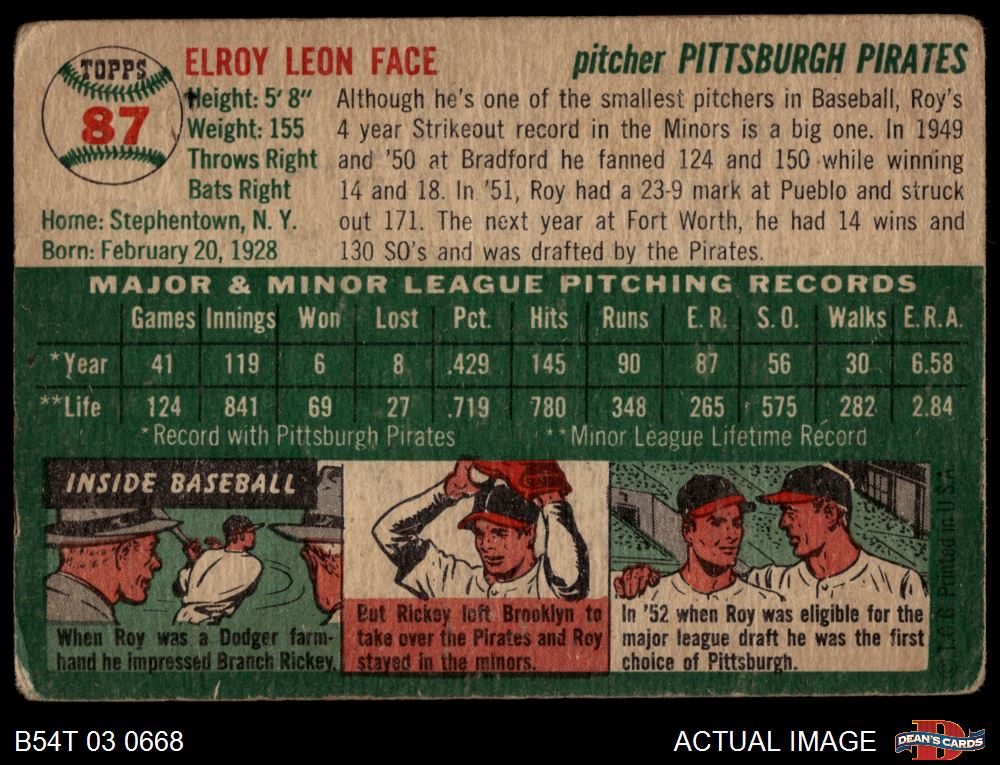 TOPPS
87
ELROY LEON FACE
pitcher PITTSBURGH PIRATES
Height: 5' 8"
Weight: 155
Throws Right
Bats Right
Home: Stephentown, N. Y.
Born: February 20, 1928
Although he's one of the smallest pitchers in Baseball, Roy's
4 year Strikeout record in the Minors is a big one. In 1949
and '50 at Bradford he fanned 124 and 150 while winning
14 and 18. In '51, Roy had a 23-9 mark at Pueblo and struck
out 171. The next year at Fort Worth, he had 14 wins and
130 SO's and was drafted by the Pirates.
MAJOR & MINOR LEAGUE PITCHING RECORDS
Games Innings Won Lost Pct. Hits Runs E.R. S.O. Walks E.R.A.
*Year 41 119 6 8 .429 145 90 87 56 30 6.58
**Life 124 841 69 27 .719 780 348 265 575 282 2.84
*Record with Pittsburgh Pirates **Minor League Lifetime Record
INSIDE BASEBALL
When Roy was a Dodger farm-
hand he impressed Branch Rickey.
But Rickey left Brooklyn to
take over the Pirates and Roy
stayed in the minors.
In '52 when Roy was eligible for the
major league draft he was the first
choice of Pittsburgh.
© T.C.G. Printed in U.S.A.
B54T 03 0668
ACTUAL IMAGE
DEAN'S CARDS